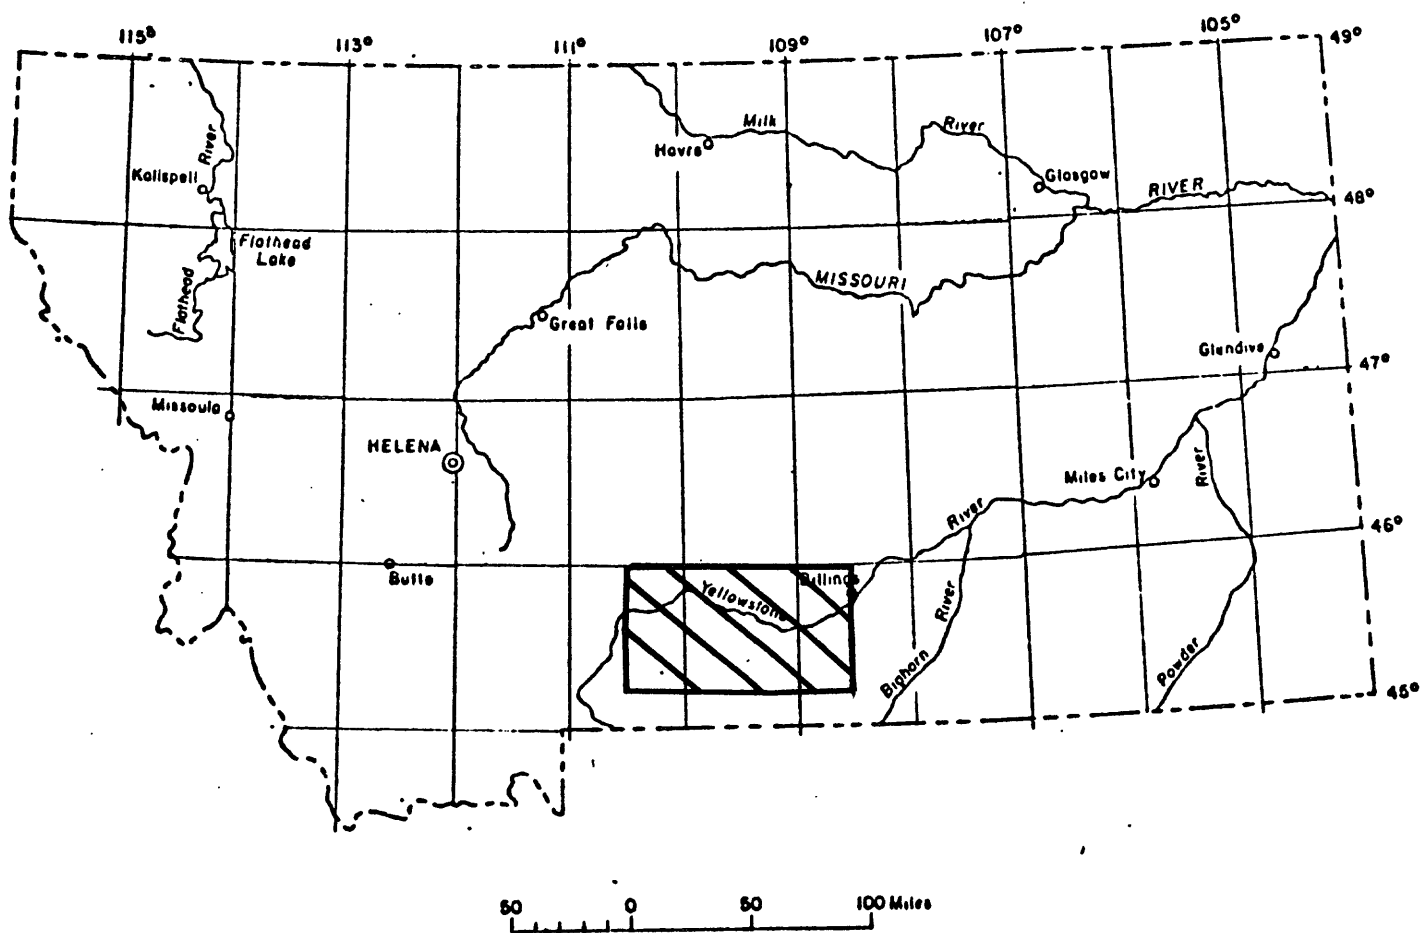 115°
113°
111°
109°
107°
105°
49°
Milk
River
Havre
River
Kalispell
Glasgow
RIVER
48°
Flathead
Lake
MISSOURI
Flathead
Great Falls
Glendive
47°
Missoula
HELENA
Miles City
River
River
46°
Butte
Billings
Yellowstone
River
Bighorn
Powder
45°
50 0 50 100 Miles